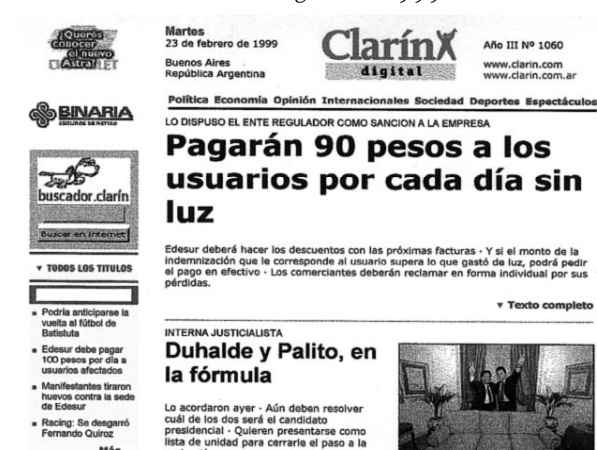 ¿Querés
conocer
el nuevo
Astra!
Martes
23 de febrero de 1999
Buenos Aires
República Argentina
ClarínX
digital
Año III Nº 1060
www.clarin.com
www.clarin.com.ar
Política Economía Opinión Internacionales Sociedad Deportes Espectáculos
BINARIA
SEGUROS DE RETIRO
buscador.clarín
Buscar en Internet
TODOS LOS TITULOS
Podría anticiparse la
vuelta al fútbol de
Batistuta
Edesur debe pagar
100 pesos por día a
usuarios afectados
Manifestantes tiraron
huevos contra la sede
de Edesur
Racing: Se desgarró
Fernando Quiroz
Más
LO DISPUSO EL ENTE REGULADOR COMO SANCION A LA EMPRESA
Pagarán 90 pesos a los
usuarios por cada día sin
luz
Edesur deberá hacer los descuentos con las próximas facturas · Y si el monto de la
indemnización que le corresponde al usuario supera lo que gastó de luz, podrá pedir
el pago en efectivo · Los comerciantes deberán reclamar en forma individual por sus
pérdidas.
Texto completo
INTERNA JUSTICIALISTA
Duhalde y Palito, en
la fórmula
Lo acordaron ayer · Aún deben resolver
cuál de los dos será el candidato
presidencial · Quieren presentarse como
lista de unidad para cerrarle el paso a la